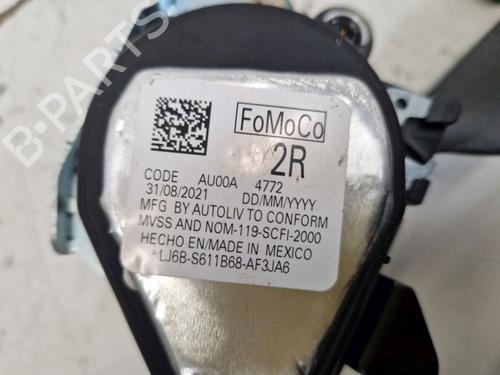 FoMoCo
2R
CODE AU00A 4772
31/08/2021 DD/MM/YYYY
MFG BY AUTOLIV TO CONFORM
MVSS AND NOM-119-SCFI-2000
HECHO EN/MADE IN MEXICO
LJ6B-S611B68-AF3JA6
B-Parts